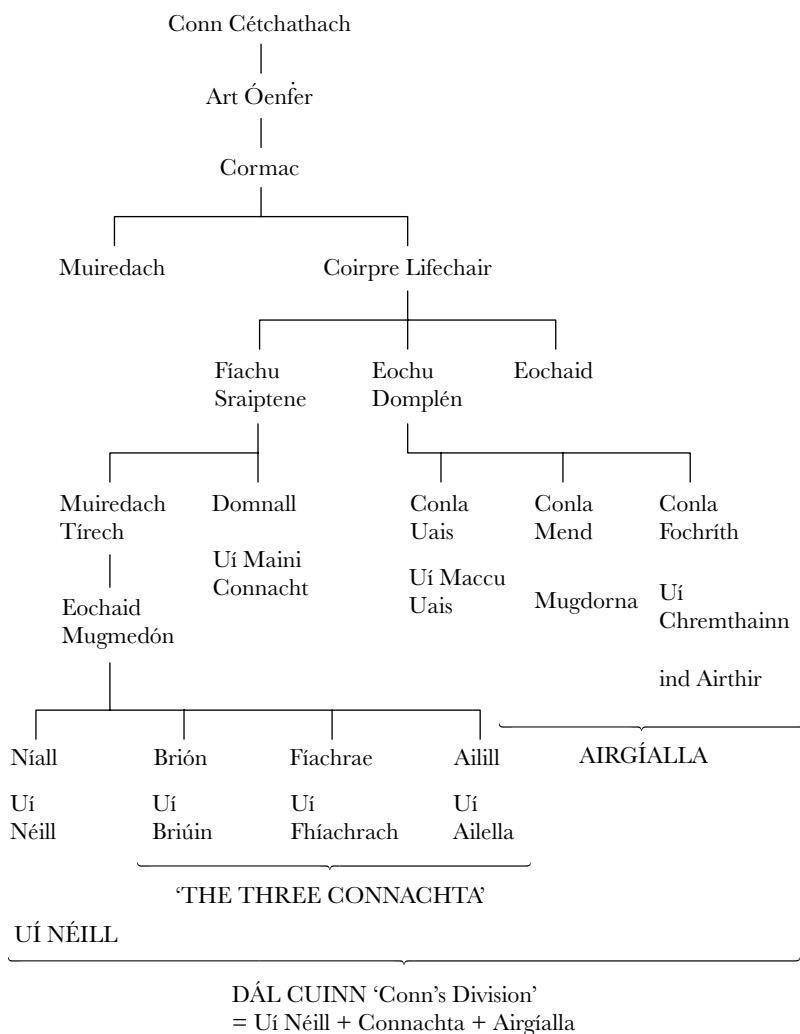 Conn Cétchathach
Art Óenḟer
Cormac
Muiredach
Coirpre Lifechair
Fíachu
Sraiptene
Eochu
Domplén
Eochaid
Muiredach
Tírech
Domnall
Uí Maini
Connacht
Conla
Uais
Uí Maccu
Uais
Conla
Mend
Mugdorna
Conla
Fochríth
Uí
Chremthainn
ind Airthir
Eochaid
Mugmedón
Níall
Uí
Néill
Brión
Uí
Briúin
Fíachrae
Uí
Fhíachrach
Ailill
Uí
Ailella
AIRGÍALLA
‘THE THREE CONNACHTA’
UÍ NÉILL
DÁL CUINN ‘Conn’s Division’
= Uí Néill + Connachta + Airgíalla